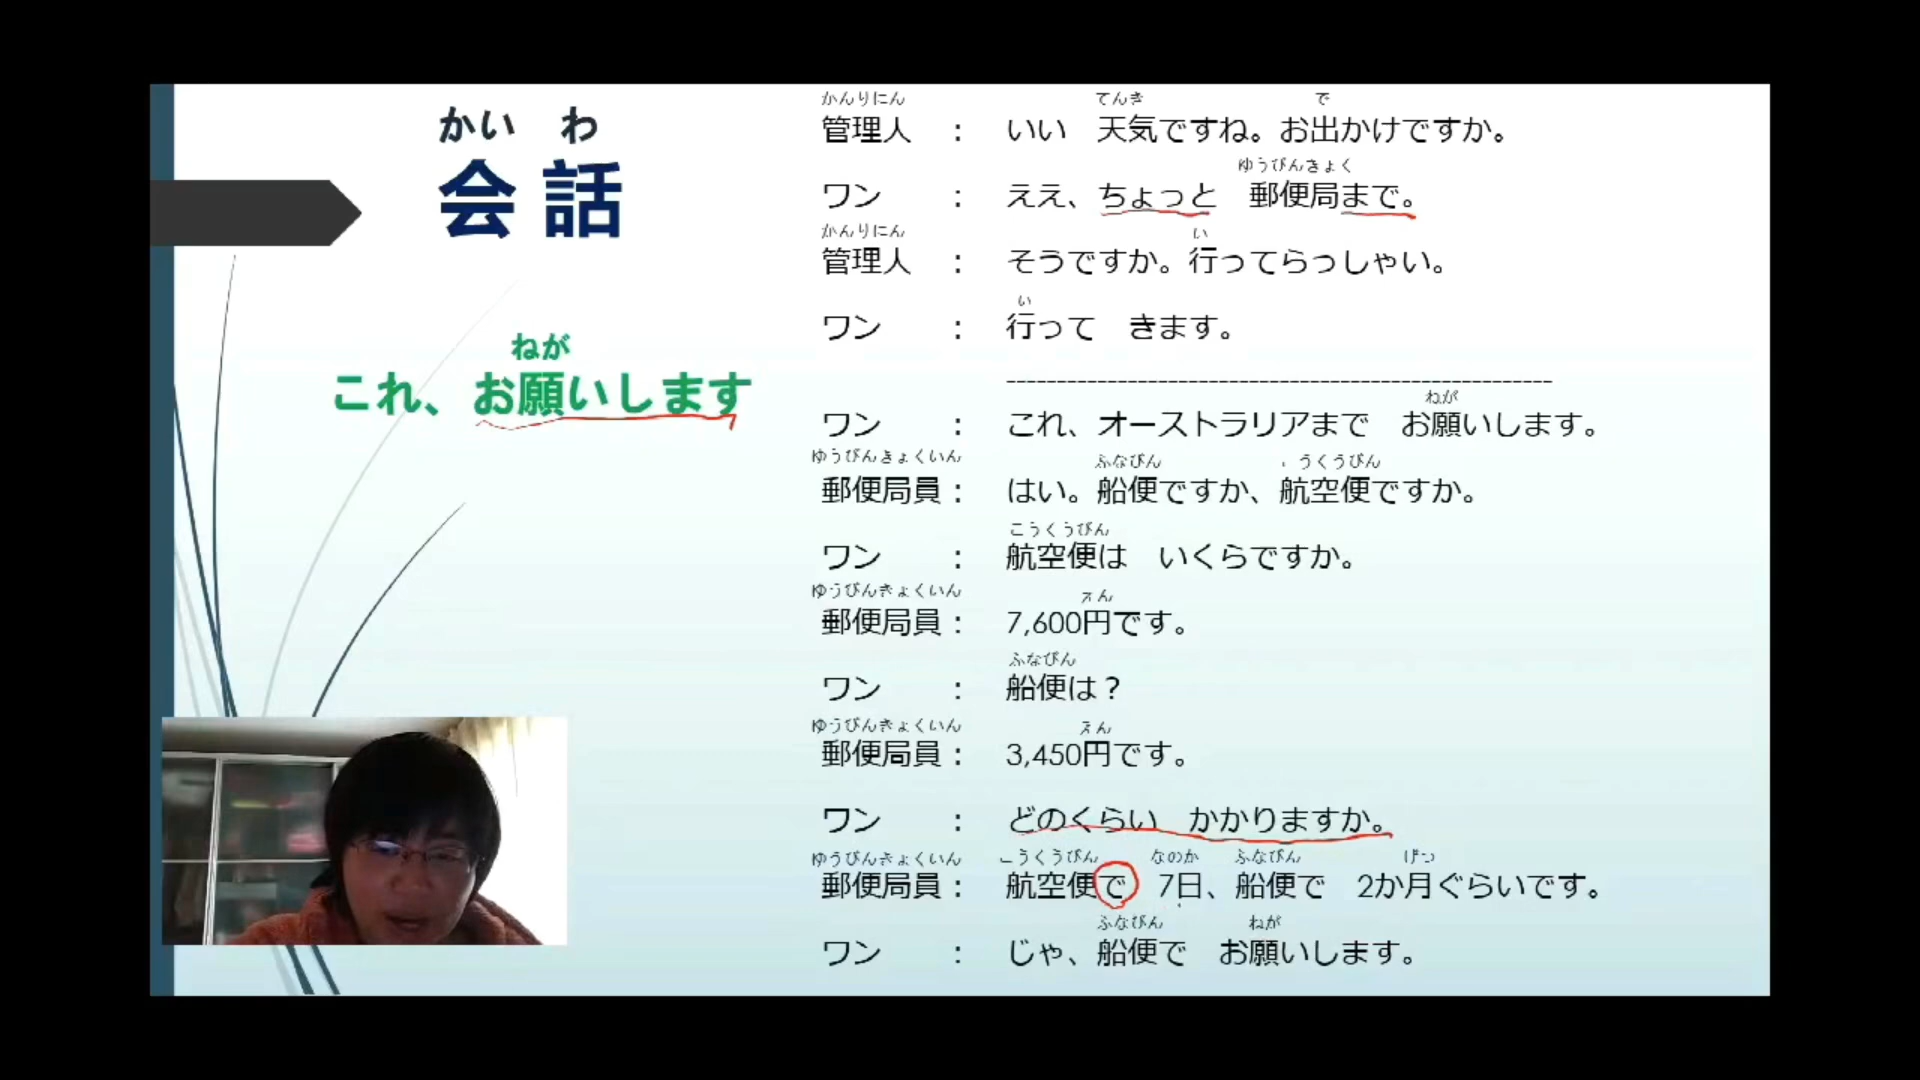 かい わ
会話
ねが
これ、お願いします
かんりにん てんき で
管理人 : いい 天気ですね。お出かけですか。
ゆうびんきょく
ワン : ええ、ちょっと 郵便局まで。
かんりにん い
管理人 : そうですか。行ってらっしゃい。
い
ワン : 行って きます。
------------------------------------------------------
ねが
ワン : これ、オーストラリアまで お願いします。
ゆうびんきょくいん ふなびん うくうびん
郵便局員: はい。船便ですか、航空便ですか。
こうくうびん
ワン : 航空便は いくらですか。
ゆうびんきょくいん えん
郵便局員: 7,600円です。
ふなびん
ワン : 船便は？
ゆうびんきょくいん えん
郵便局員: 3,450円です。
ワン : どのくらい かかりますか。
ゆうびんきょくいん こうくうびん なのか ふなびん げつ
郵便局員: 航空便で 7日、船便で 2か月ぐらいです。
ふなびん ねが
ワン : じゃ、船便で お願いします。